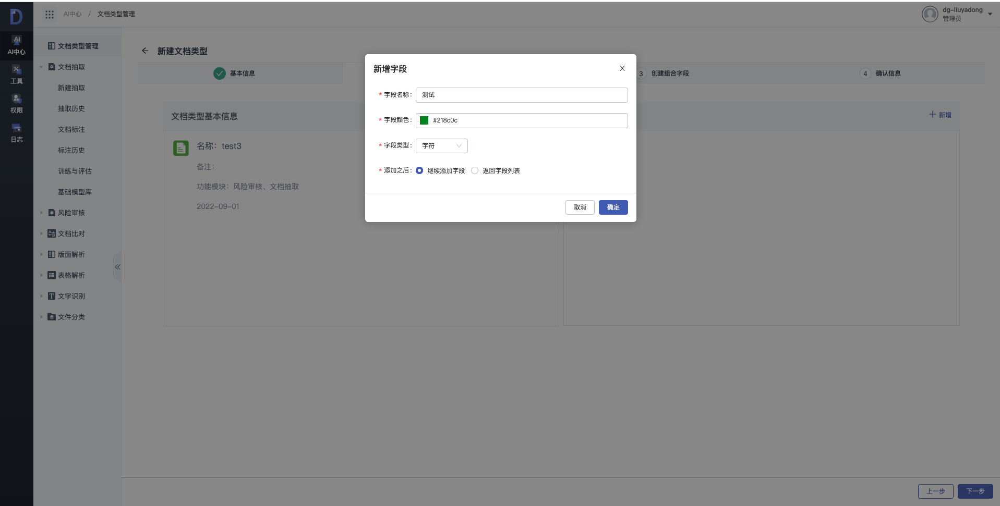 AI中心 / 文档类型管理
dg-liuyadong
管理员
AI中心
工具
权限
日志
文档类型管理
文档抽取
新建抽取
抽取历史
文档标注
标注历史
训练与评估
基础模型库
风险审核
文档比对
版面解析
表格解析
文字识别
文件分类
新建文档类型
基本信息
3 创建组合字段
4 确认信息
文档类型基本信息
新增
名称：test3
备注：
功能模块：风险审核、文档抽取
2022-09-01
新增字段
* 字段名称： 测试
* 字段颜色： #218c0c
* 字段类型： 字符
* 添加之后： 继续添加字段 返回字段列表
取消 确定
上一步 下一步